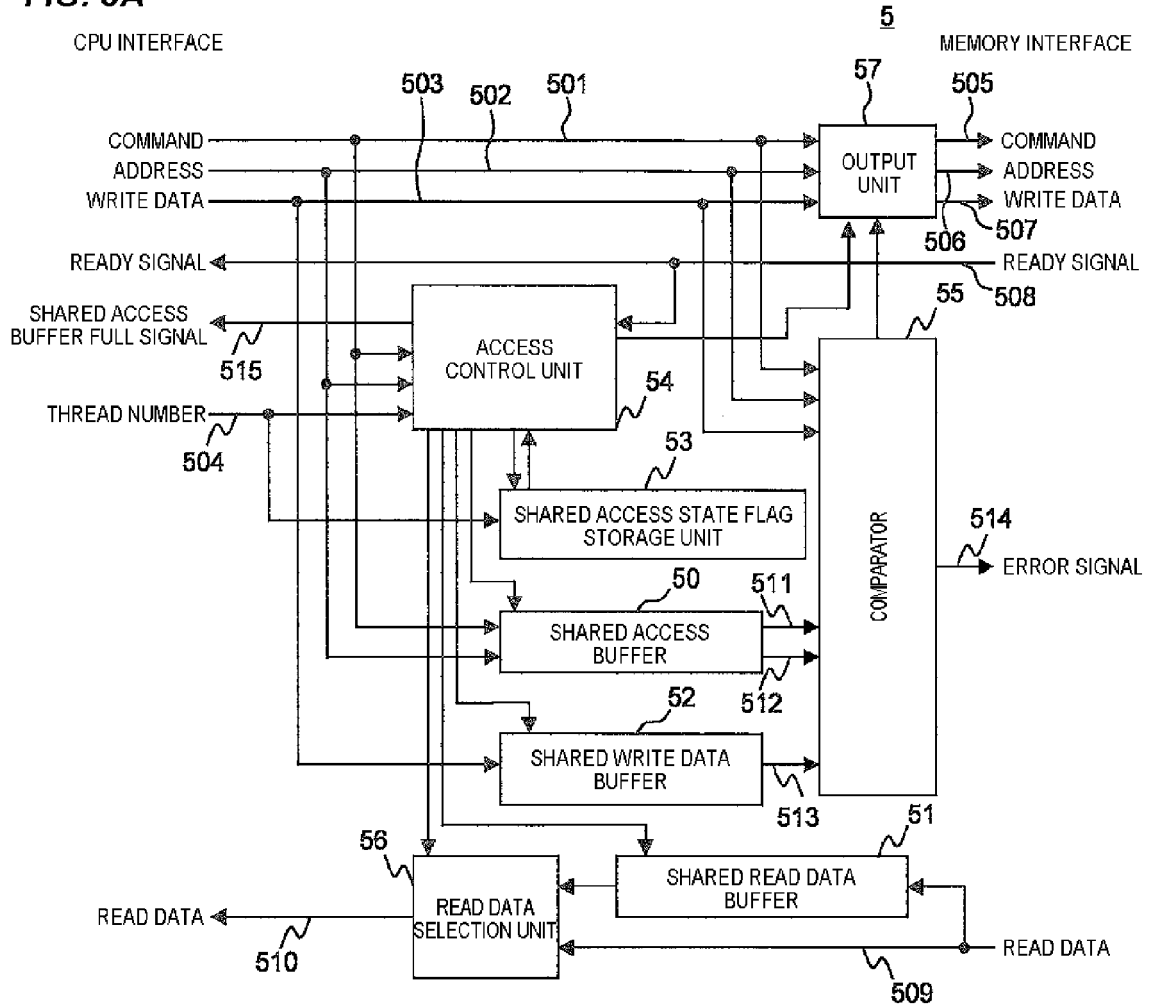 5
CPU INTERFACE
MEMORY INTERFACE
503
502
501
57
505
COMMAND
COMMAND
ADDRESS
OUTPUT
UNIT
ADDRESS
WRITE DATA
WRITE DATA
506
507
READY SIGNAL
READY SIGNAL
508
SHARED ACCESS
BUFFER FULL SIGNAL
515
ACCESS
CONTROL UNIT
54
55
THREAD NUMBER
504
53
SHARED ACCESS STATE FLAG
STORAGE UNIT
COMPARATOR
514
ERROR SIGNAL
50
511
SHARED ACCESS
BUFFER
512
52
SHARED WRITE DATA
BUFFER
513
51
56
SHARED READ DATA
BUFFER
READ DATA
SELECTION UNIT
READ DATA
510
READ DATA
509